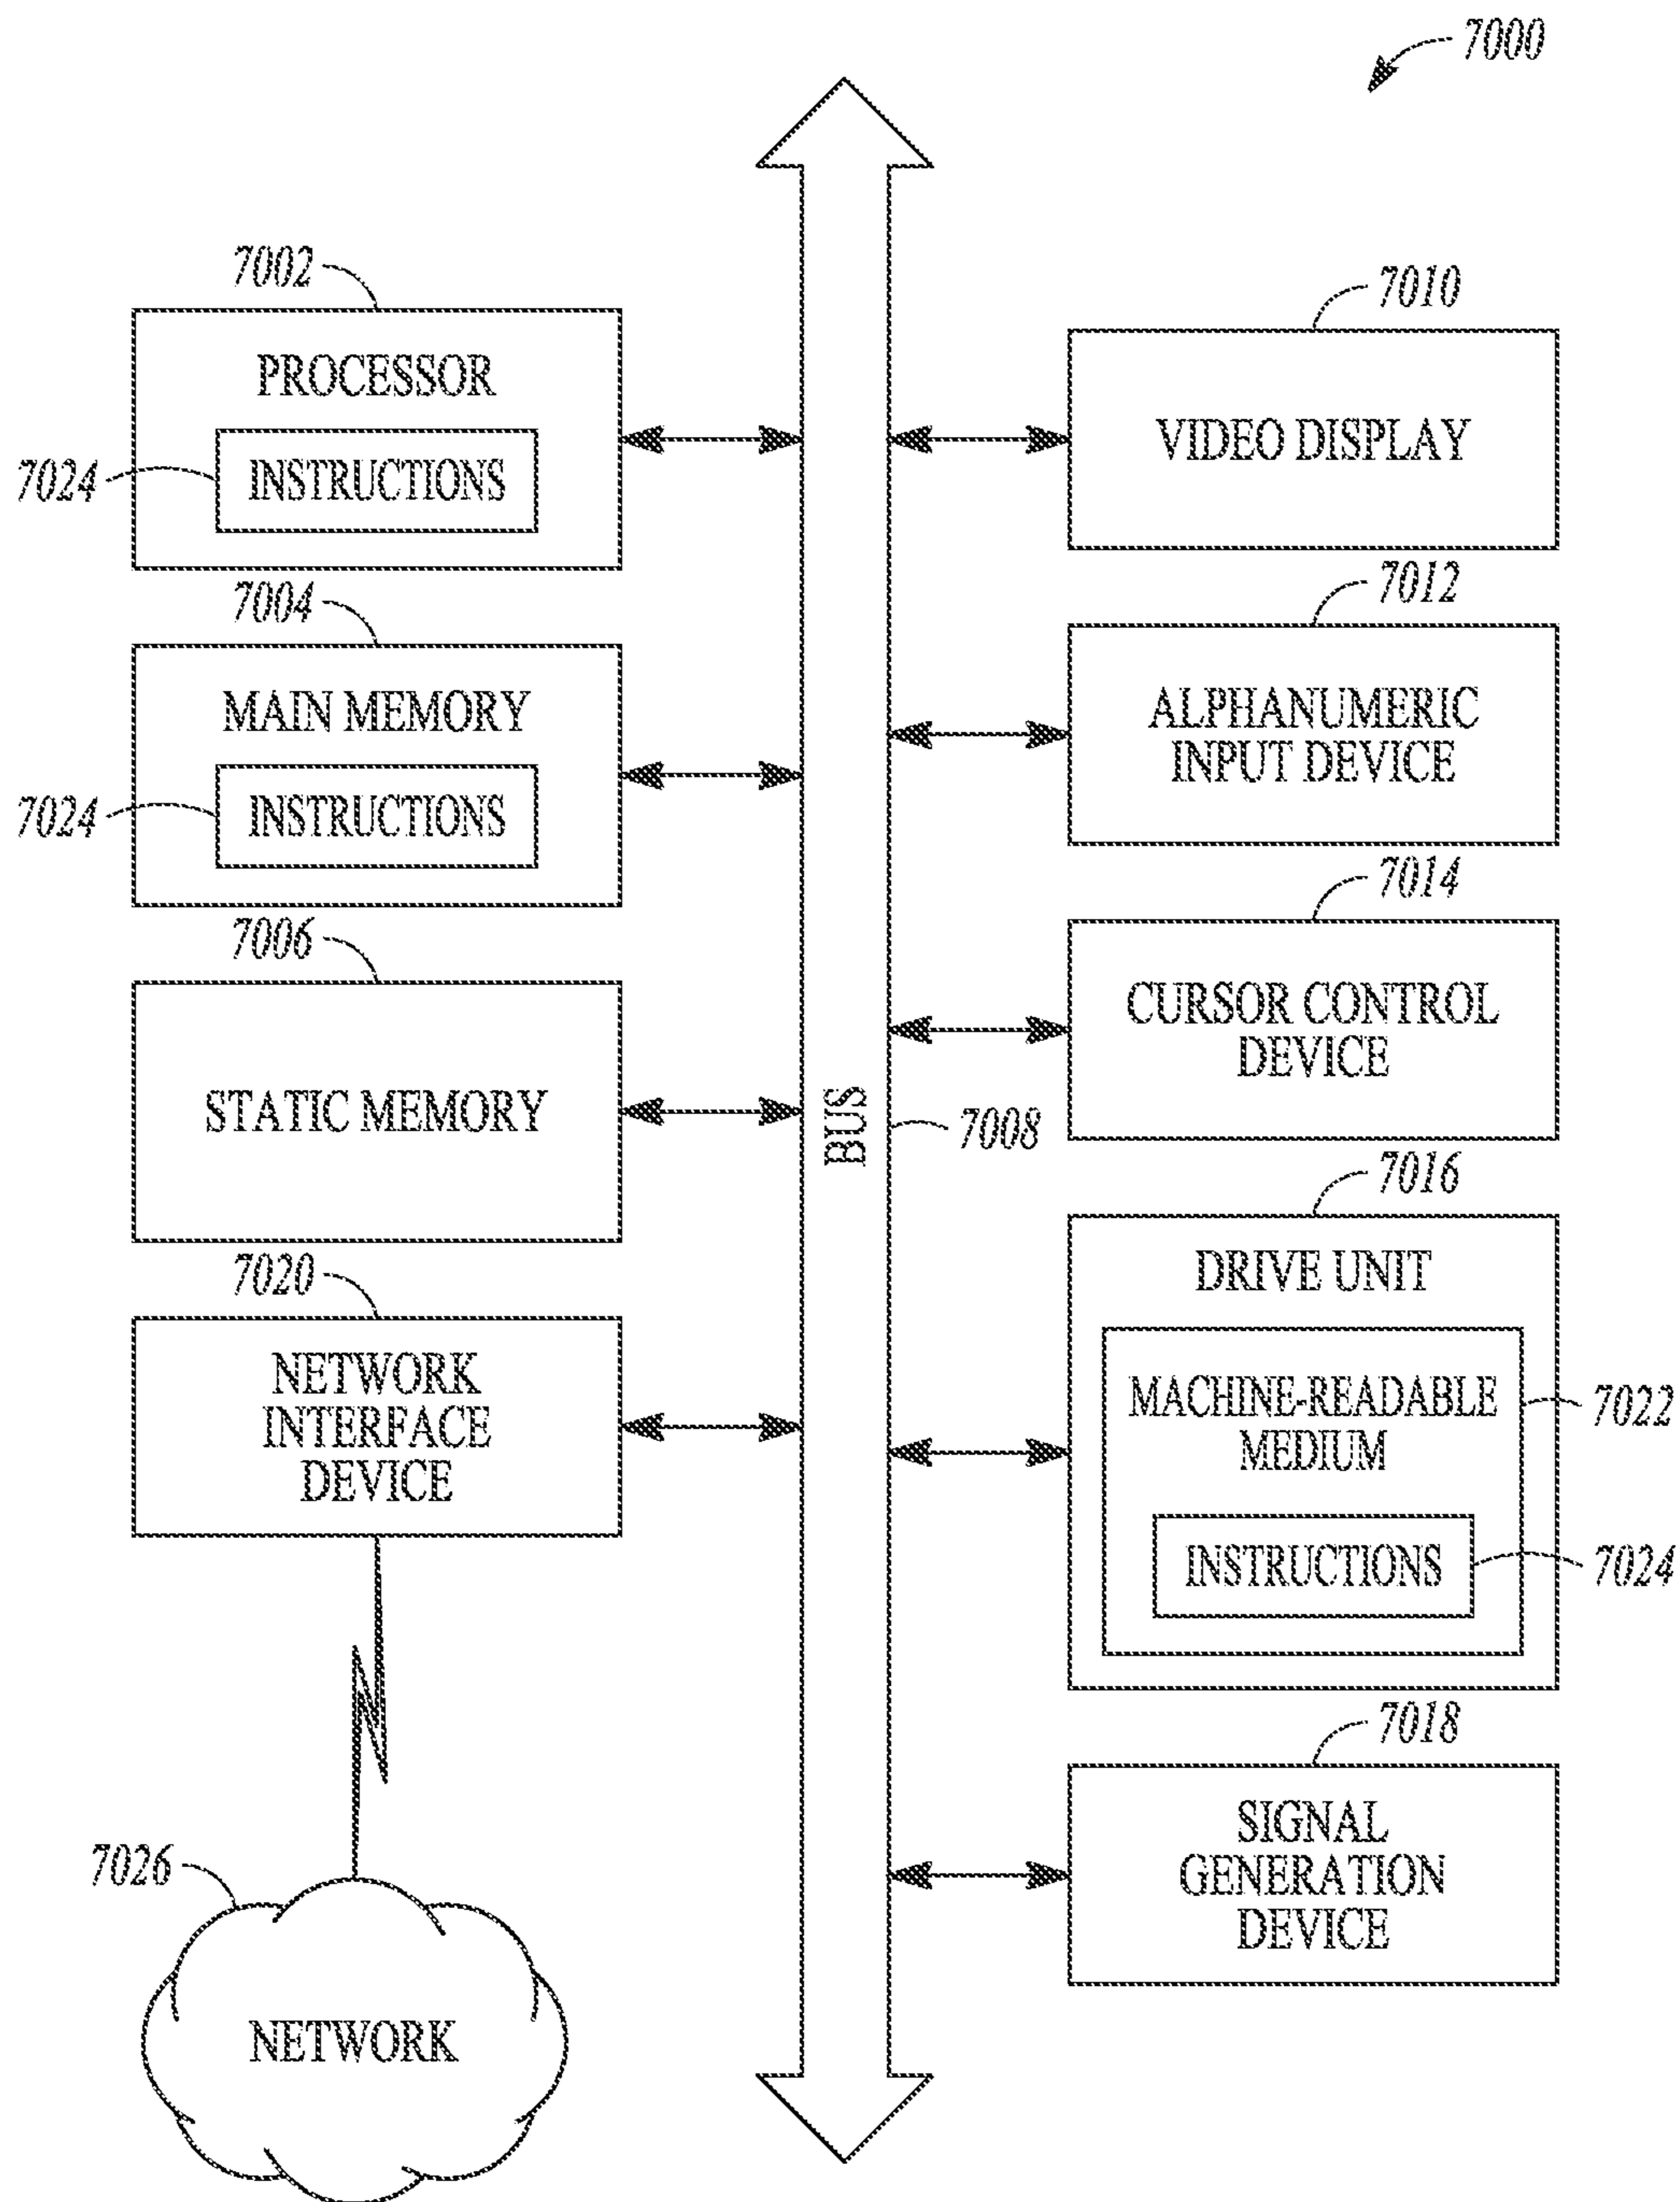 7000
7002
PROCESSOR
7024
INSTRUCTIONS
7004
MAIN MEMORY
7024
INSTRUCTIONS
7006
STATIC MEMORY
7020
NETWORK
INTERFACE
DEVICE
7026
NETWORK
BUS
7008
7010
VIDEO DISPLAY
7012
ALPHANUMERIC
INPUT DEVICE
7014
CURSOR CONTROL
DEVICE
7016
DRIVE UNIT
MACHINE-READABLE
MEDIUM
7022
INSTRUCTIONS
7024
7018
SIGNAL
GENERATION
DEVICE